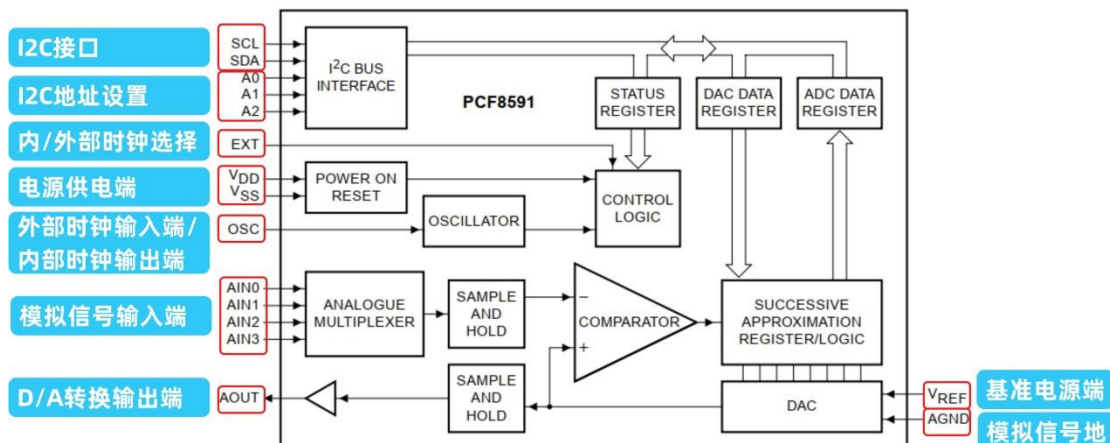 I2C接口
I2C地址设置
内/外部时钟选择
电源供电端
外部时钟输入端/
内部时钟输出端
模拟信号输入端
D/A转换输出端
SCL
SDA
A0
A1
A2
EXT
VDD
VSS
OSC
AIN0
AIN1
AIN2
AIN3
AOUT
I2C BUS
INTERFACE
PCF8591
STATUS
REGISTER
DAC DATA
REGISTER
ADC DATA
REGISTER
POWER ON
RESET
OSCILLATOR
CONTROL
LOGIC
ANALOGUE
MULTIPLEXER
SAMPLE
AND
HOLD
−
COMPARATOR
+
SUCCESSIVE
APPROXIMATION
REGISTER/LOGIC
SAMPLE
AND
HOLD
DAC
VREF
AGND
基准电源端
模拟信号地